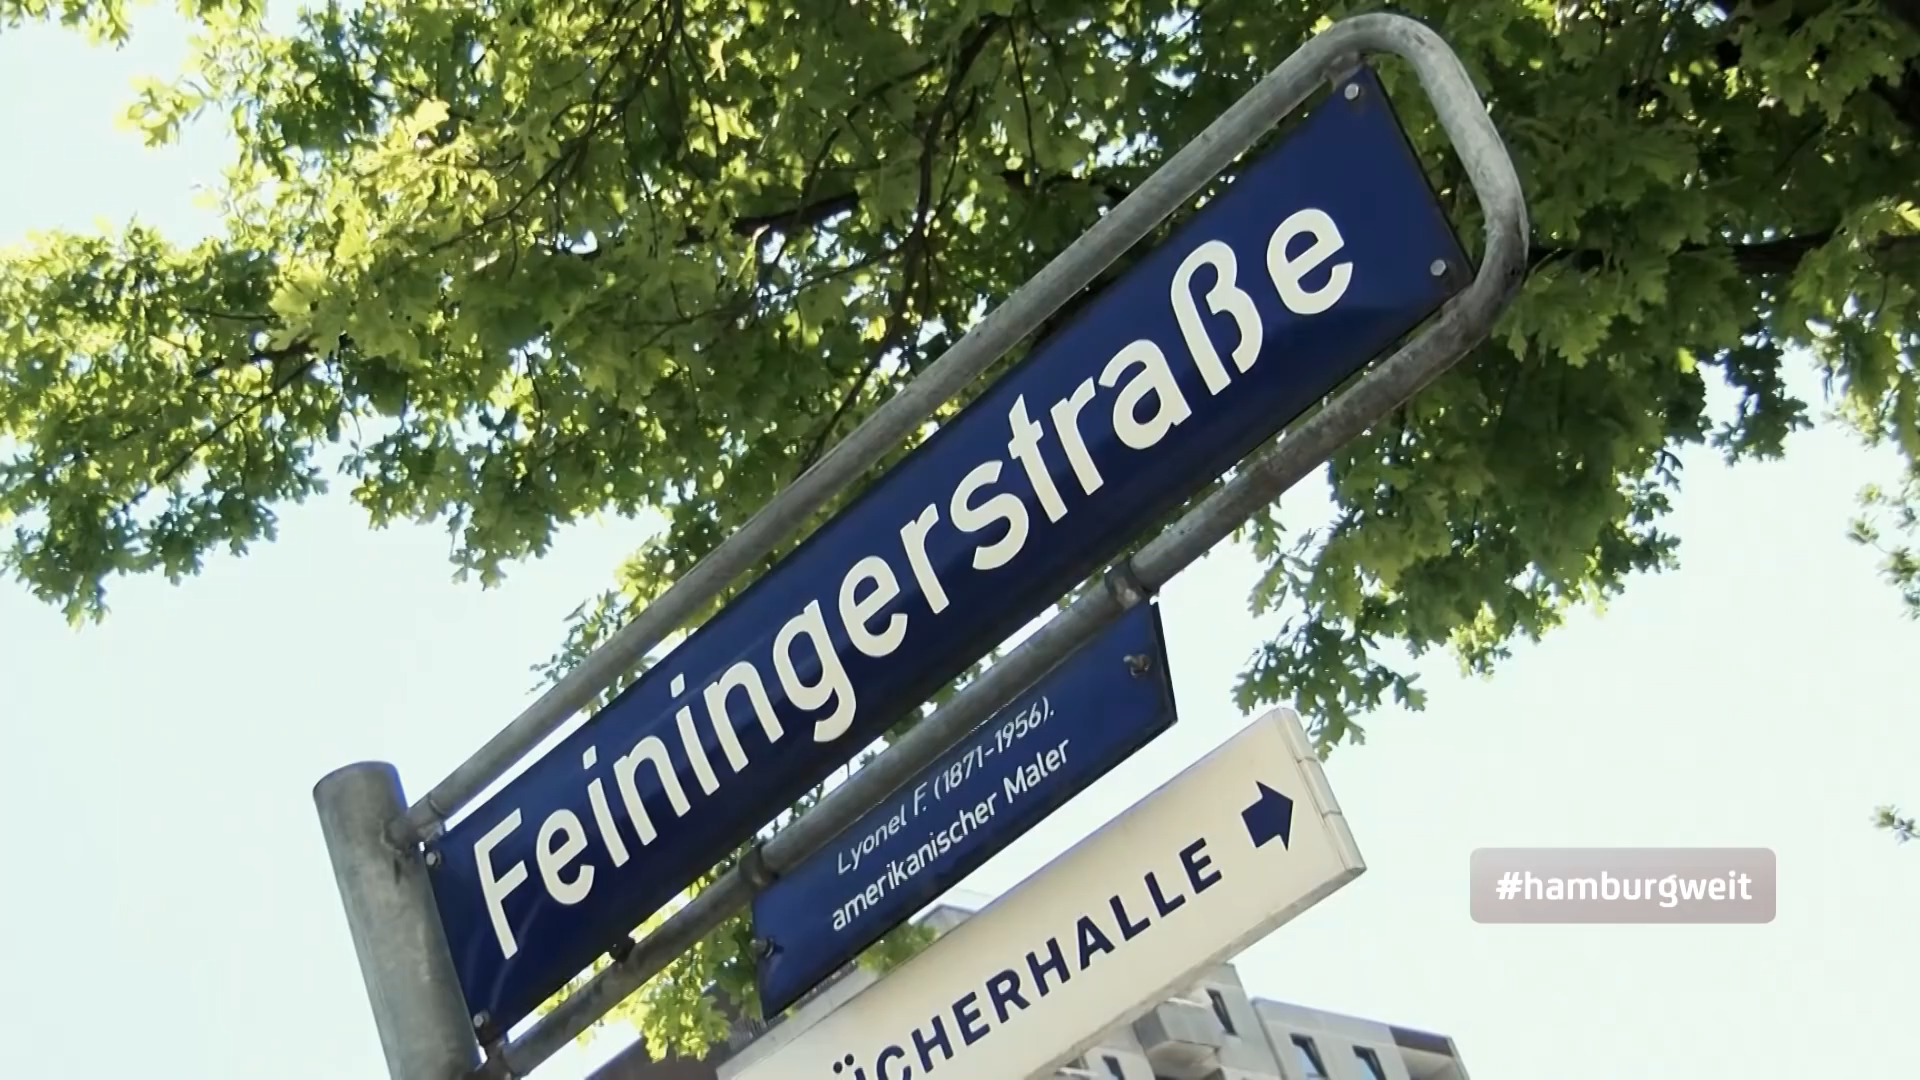 Feiningerstraße
Lyonel F. (1871-1956).
amerikanischer Maler
ÜCHERHALLE
#hamburgweit